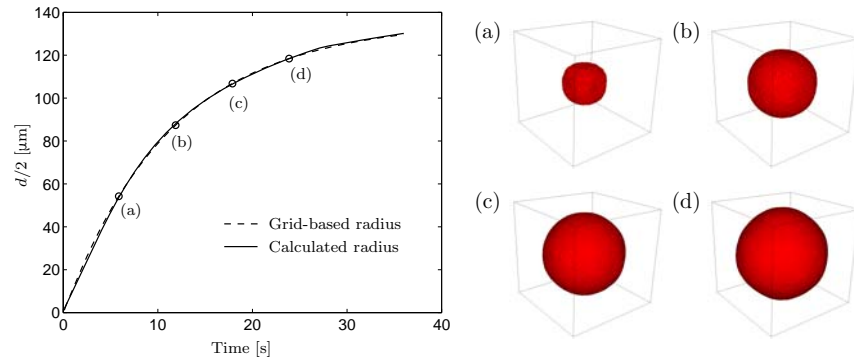 140
120
100
80
60
40
20
0
d/2 [µm]
0 10 20 30 40
Time [s]
(a)
(b)
(c)
(d)
Grid-based radius
Calculated radius
(a) (b)
(c) (d)